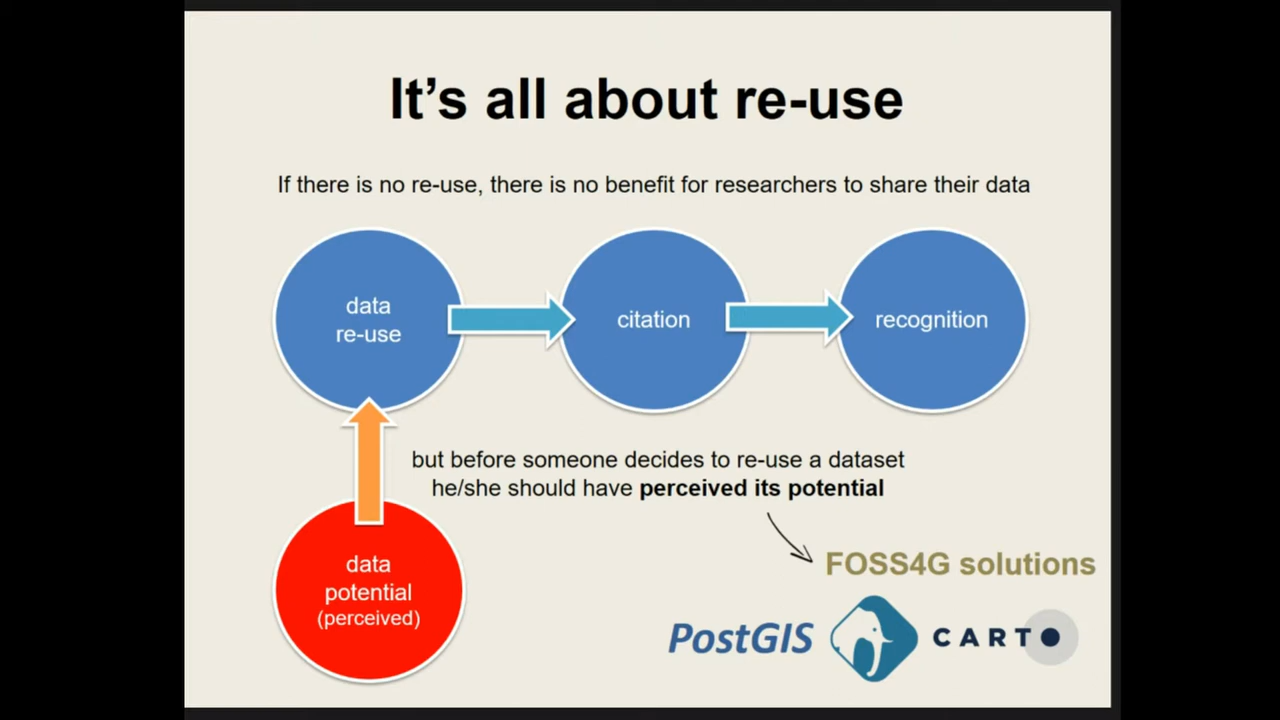 It’s all about re-use
If there is no re-use, there is no benefit for researchers to share their data
data
re-use
citation
recognition
but before someone decides to re-use a dataset
he/she should have perceived its potential
data
potential
(perceived)
FOSS4G solutions
PostGIS
CARTO